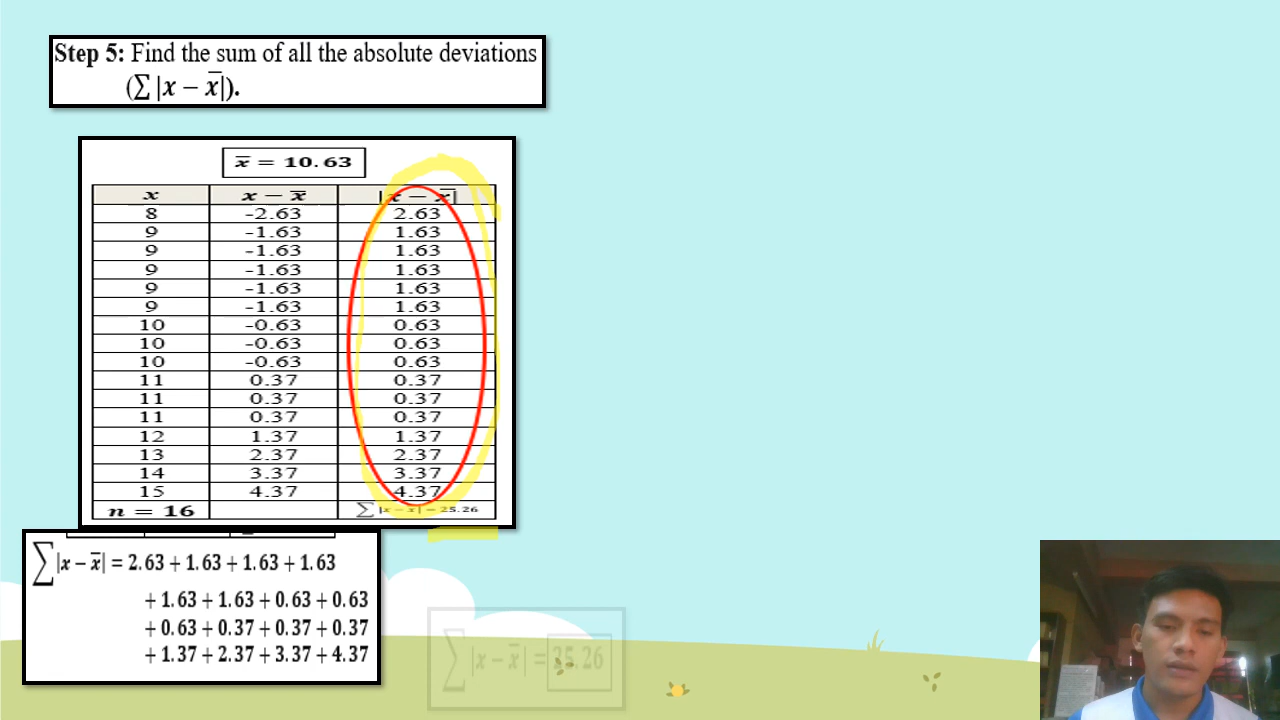 Step 5: Find the sum of all the absolute deviations
(∑ |x − x̅|).
x̅ = 10.63
x x − x̅ |x − x̅|
8 -2.63 2.63
9 -1.63 1.63
9 -1.63 1.63
9 -1.63 1.63
9 -1.63 1.63
9 -1.63 1.63
10 -0.63 0.63
10 -0.63 0.63
10 -0.63 0.63
11 0.37 0.37
11 0.37 0.37
11 0.37 0.37
12 1.37 1.37
13 2.37 2.37
14 3.37 3.37
15 4.37 4.37
n = 16 ∑ |x − x̅| = 25.26
∑|x − x̅| = 2.63 + 1.63 + 1.63 + 1.63
+ 1.63 + 1.63 + 0.63 + 0.63
+ 0.63 + 0.37 + 0.37 + 0.37
+ 1.37 + 2.37 + 3.37 + 4.37
∑ |x − x̅| = 25.26